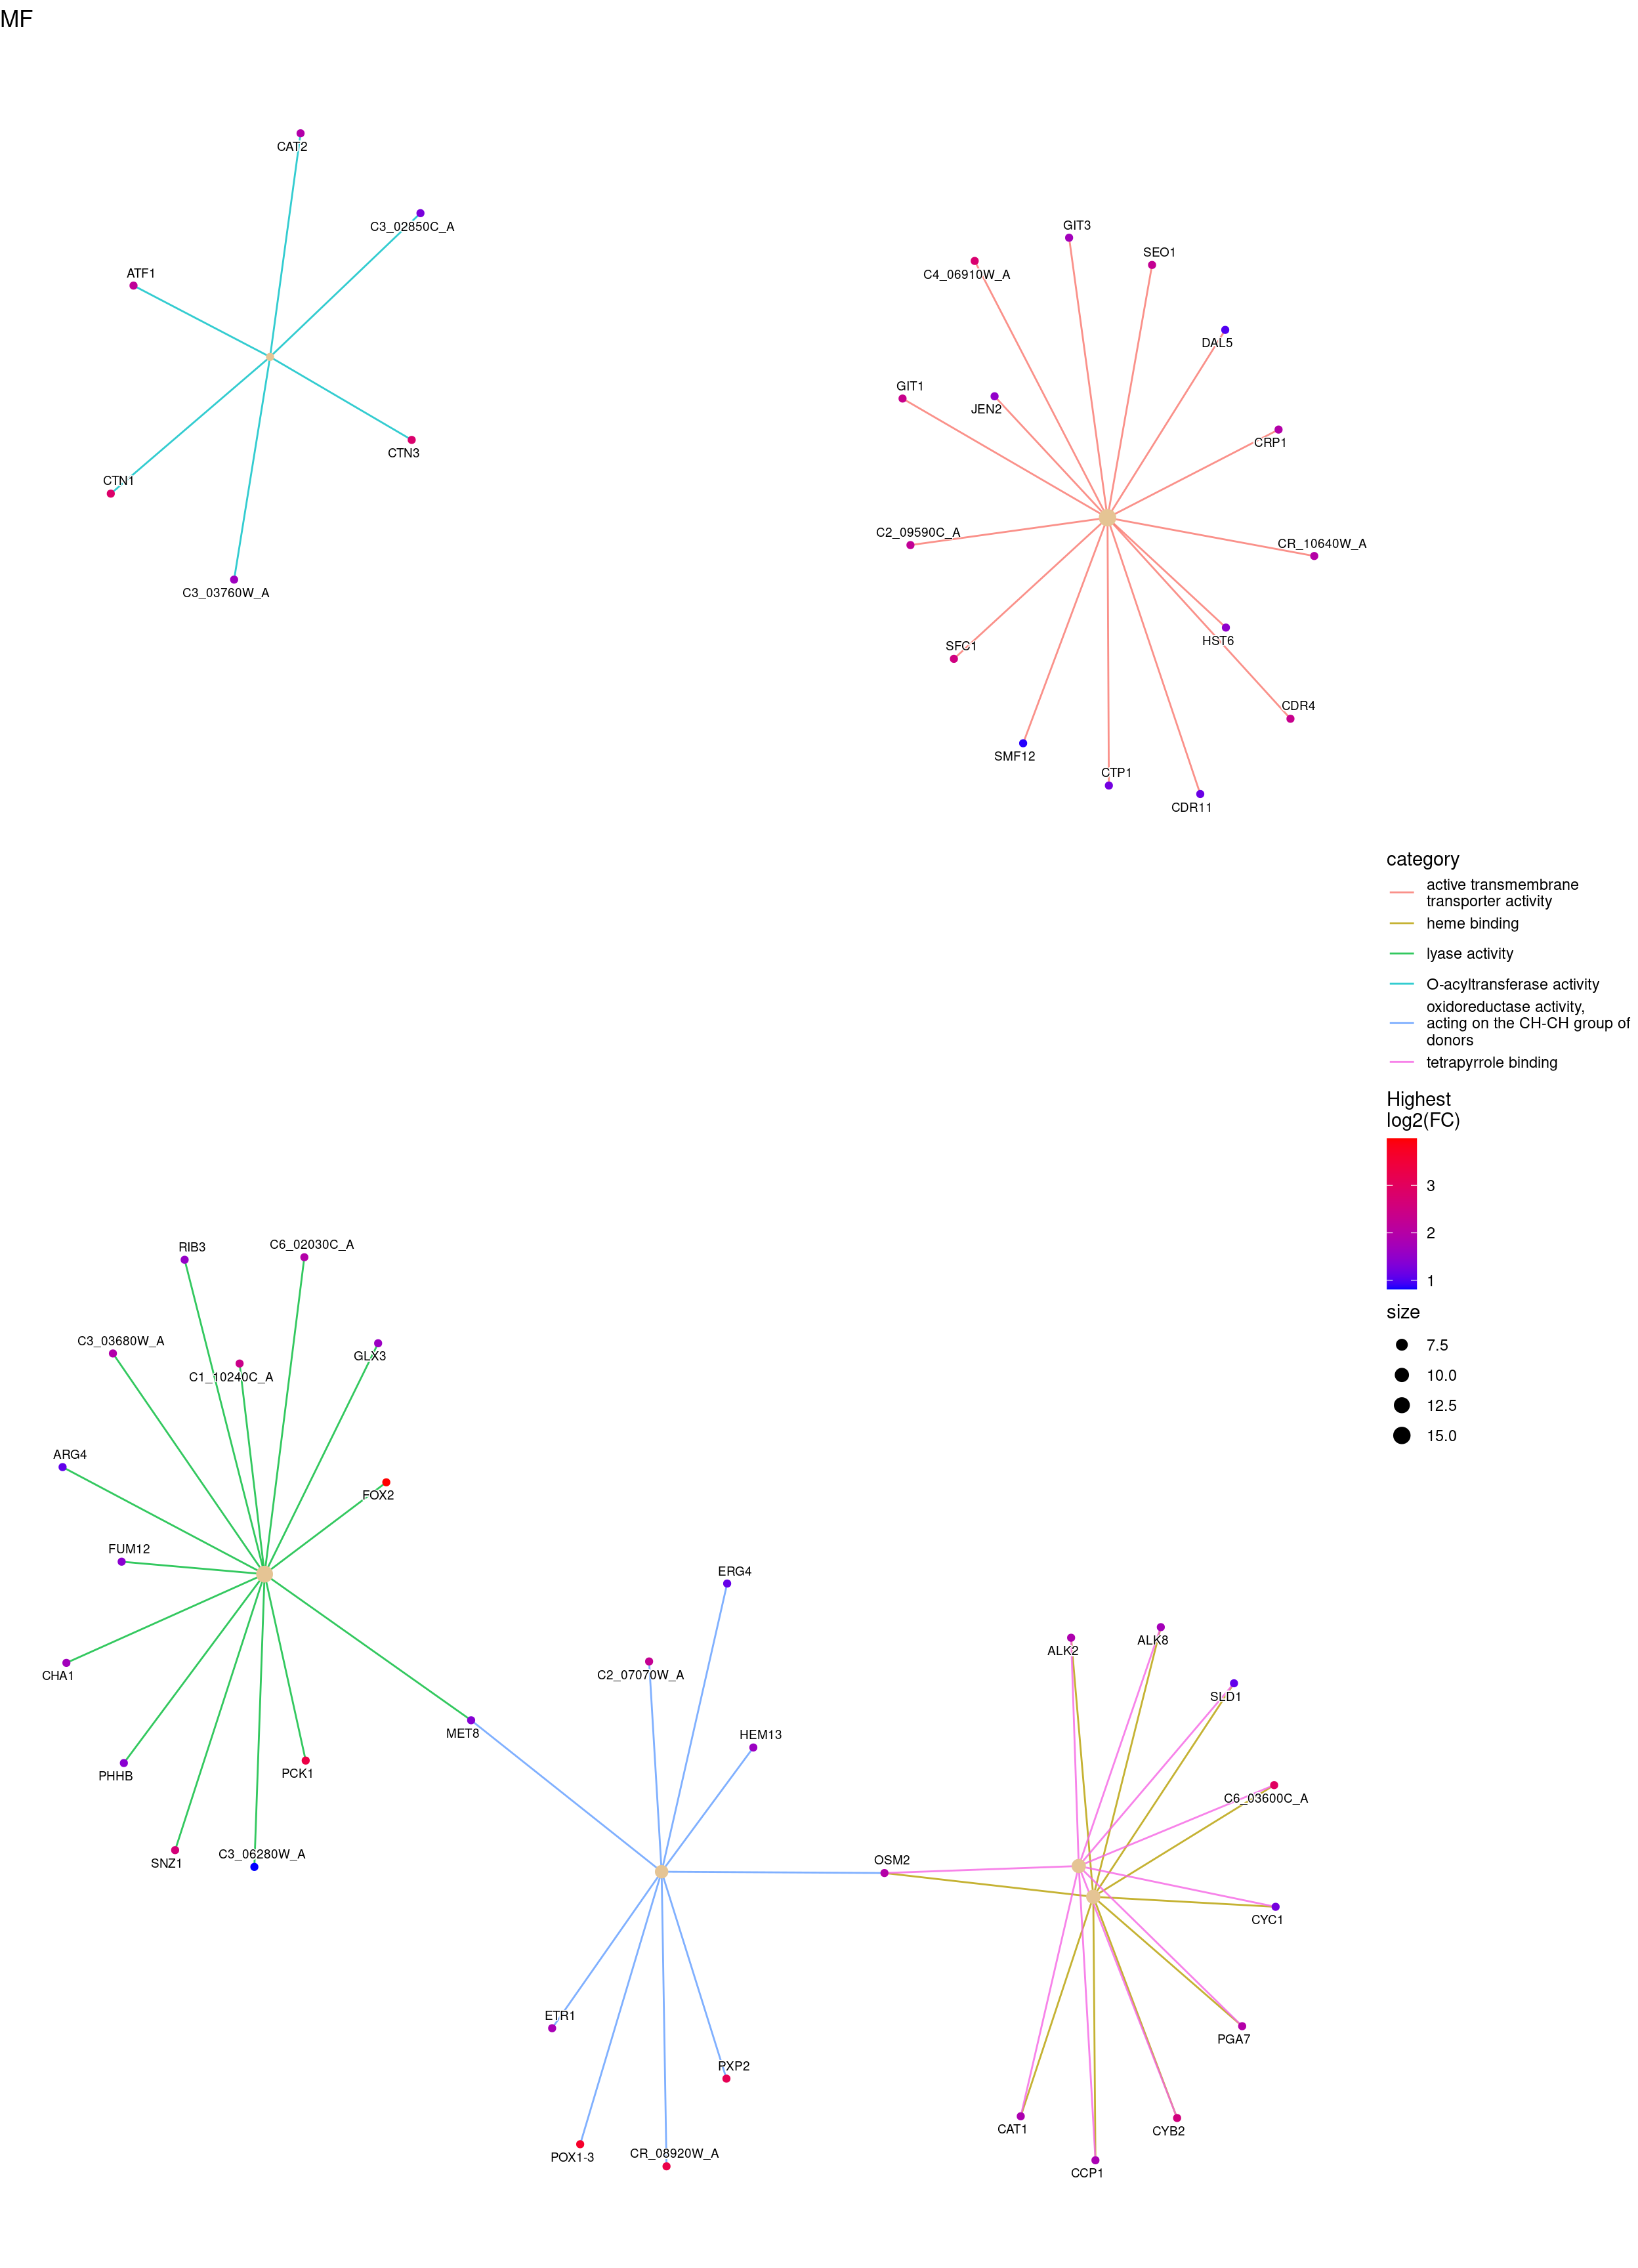 MF
CAT2
C3_02850C_A
ATF1
CTN3
CTN1
C3_03760W_A
GIT3
SEO1
C4_06910W_A
DAL5
GIT1
JEN2
CRP1
C2_09590C_A
CR_10640W_A
HST6
SFC1
CDR4
SMF12
CTP1
CDR11
category
active transmembrane
transporter activity
heme binding
lyase activity
O-acyltransferase activity
oxidoreductase activity,
acting on the CH-CH group of
donors
tetrapyrrole binding
Highest
log2(FC)
3
2
1
size
7.5
10.0
12.5
15.0
RIB3
C6_02030C_A
C3_03680W_A
GLX3
C1_10240C_A
ARG4
FOX2
FUM12
CHA1
MET8
PHHB
PCK1
SNZ1
C3_06280W_A
ERG4
C2_07070W_A
HEM13
OSM2
ETR1
PXP2
POX1-3
CR_08920W_A
ALK2
ALK8
SLD1
C6_03600C_A
CYC1
PGA7
CAT1
CYB2
CCP1